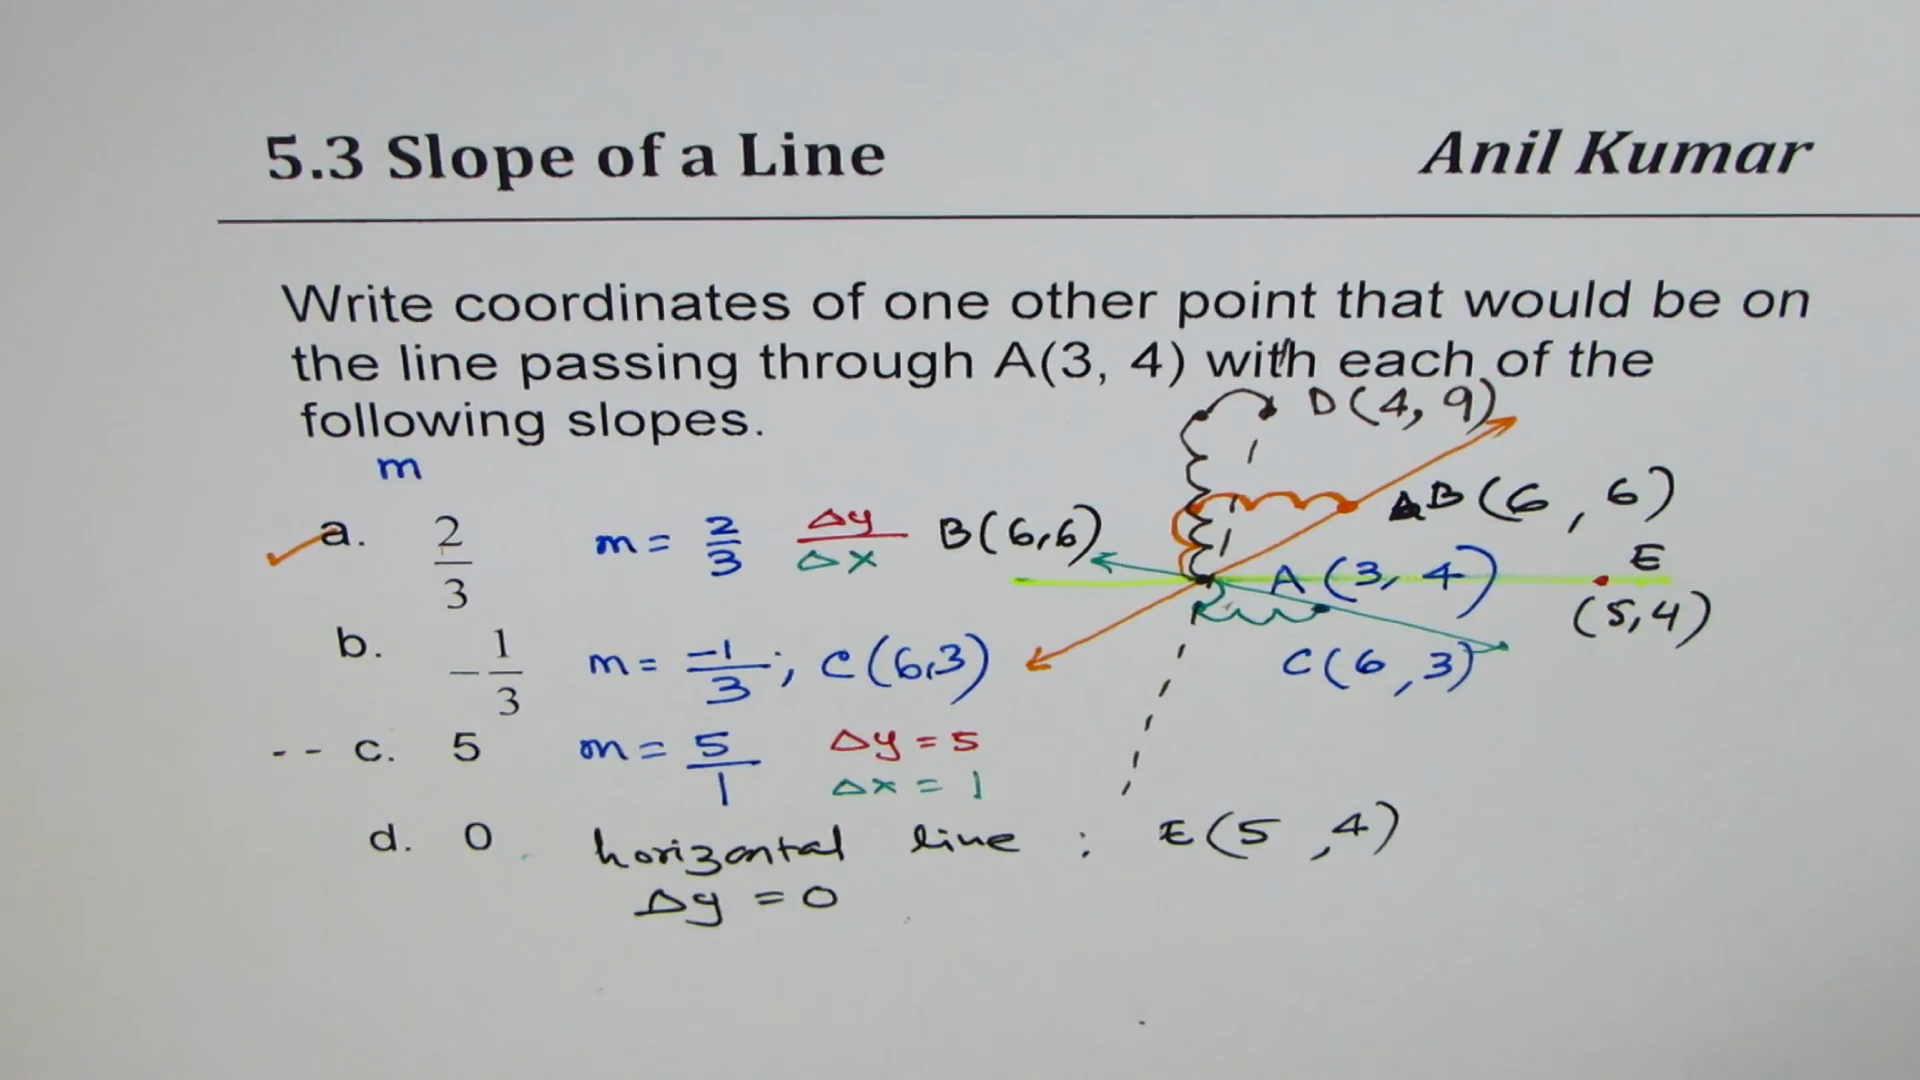 5.3 Slope of a Line Anil Kumar
Write coordinates of one other point that would be on
the line passing through A(3, 4) with each of the
following slopes.
m
D(4, 9)
a. 2/3 m = 2/3 Δy/Δx B(6,6)
B(6, 6)
E
A(3, 4)
(5,4)
b. -1/3 m = -1/3 ; C(6,3)
C(6, 3)
-- c. 5 m = 5/1 Δy = 5
Δx = 1
d. 0 horizontal line : E(5, 4)
Δy = 0